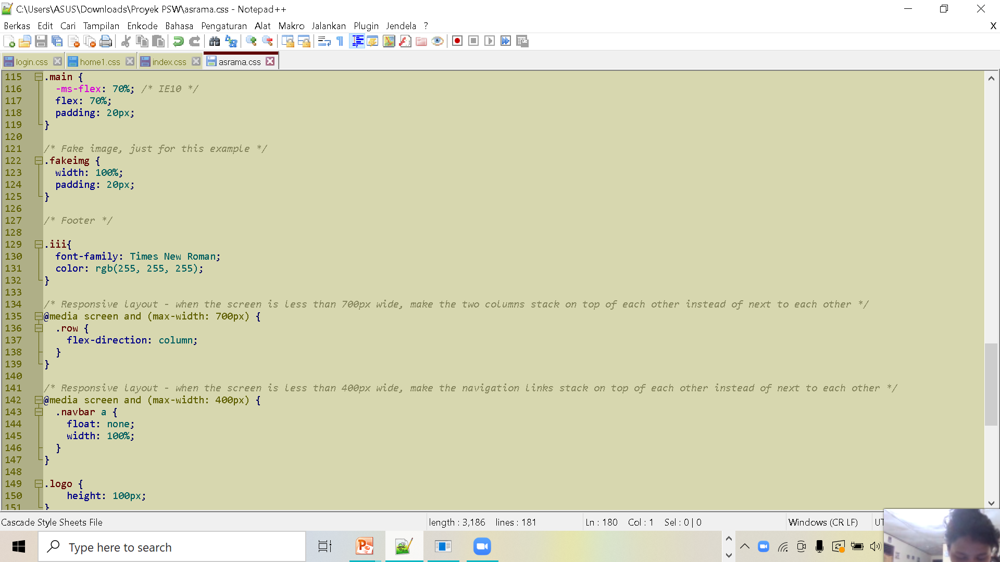 C:\Users\ASUS\Downloads\Proyek PSW\asrama.css - Notepad++
Berkas Edit Cari Tampilan Enkode Bahasa Pengaturan Alat Makro Jalankan Plugin Jendela ? X
login.css home1.css index.css asrama.css
115 .main {
116 -ms-flex: 70%; /* IE10 */
117 flex: 70%;
118 padding: 20px;
119 }
120
121 /* Fake image, just for this example */
122 .fakeimg {
123 width: 100%;
124 padding: 20px;
125 }
126
127 /* Footer */
128
129 .iii{
130 font-family: Times New Roman;
131 color: rgb(255, 255, 255);
132 }
133
134 /* Responsive layout - when the screen is less than 700px wide, make the two columns stack on top of each other instead of next to each other */
135 @media screen and (max-width: 700px) {
136 .row {
137 flex-direction: column;
138 }
139 }
140
141 /* Responsive layout - when the screen is less than 400px wide, make the navigation links stack on top of each other instead of next to each other */
142 @media screen and (max-width: 400px) {
143 .navbar a {
144 float: none;
145 width: 100%;
146 }
147 }
148
149 .logo {
150 height: 100px;
151 }
Cascade Style Sheets File length : 3,186 lines : 181 Ln : 180 Col : 1 Sel : 0 | 0 Windows (CR LF) UT
Type here to search